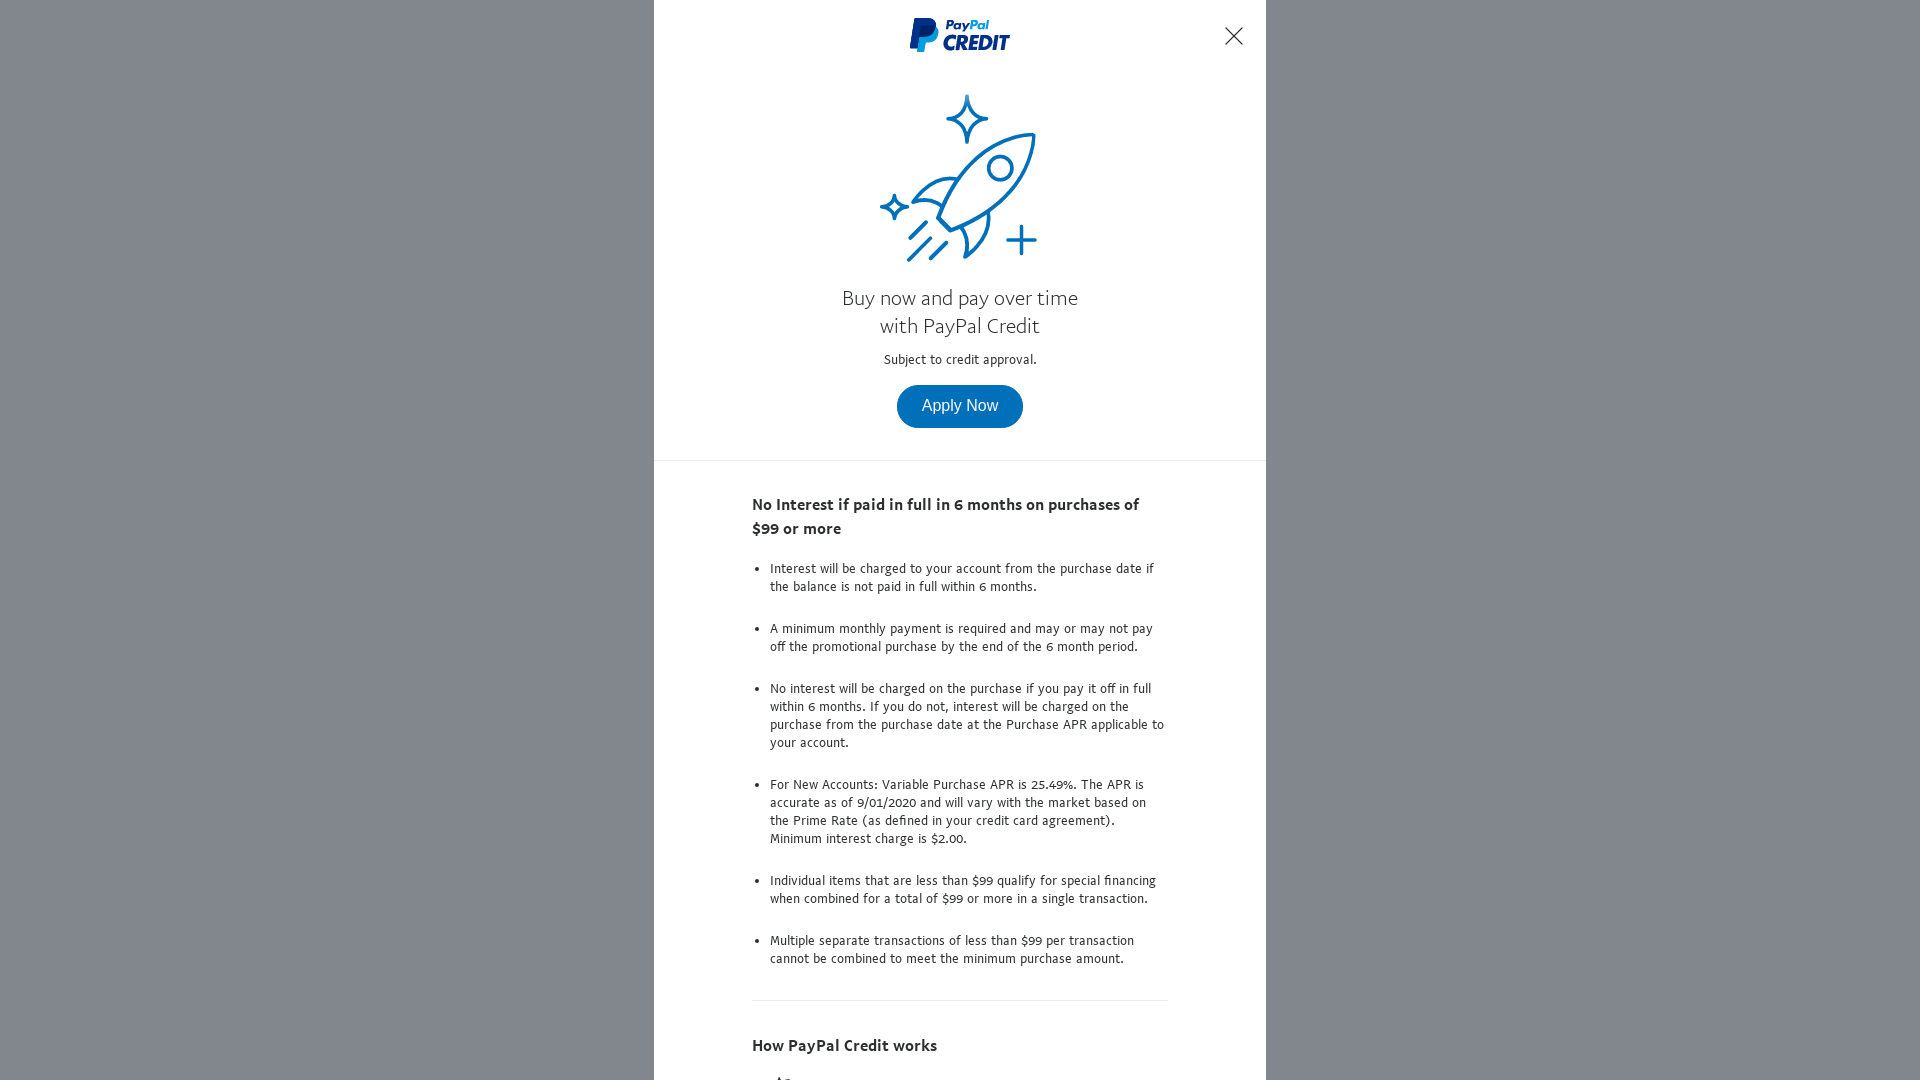 PayPal
CREDIT
Buy now and pay over time
with PayPal Credit
Subject to credit approval.
Apply Now
No Interest if paid in full in 6 months on purchases of
$99 or more
• Interest will be charged to your account from the purchase date if
the balance is not paid in full within 6 months.
• A minimum monthly payment is required and may or may not pay
off the promotional purchase by the end of the 6 month period.
• No interest will be charged on the purchase if you pay it off in full
within 6 months. If you do not, interest will be charged on the
purchase from the purchase date at the Purchase APR applicable to
your account.
• For New Accounts: Variable Purchase APR is 25.49%. The APR is
accurate as of 9/01/2020 and will vary with the market based on
the Prime Rate (as defined in your credit card agreement).
Minimum interest charge is $2.00.
• Individual items that are less than $99 qualify for special financing
when combined for a total of $99 or more in a single transaction.
• Multiple separate transactions of less than $99 per transaction
cannot be combined to meet the minimum purchase amount.
How PayPal Credit works